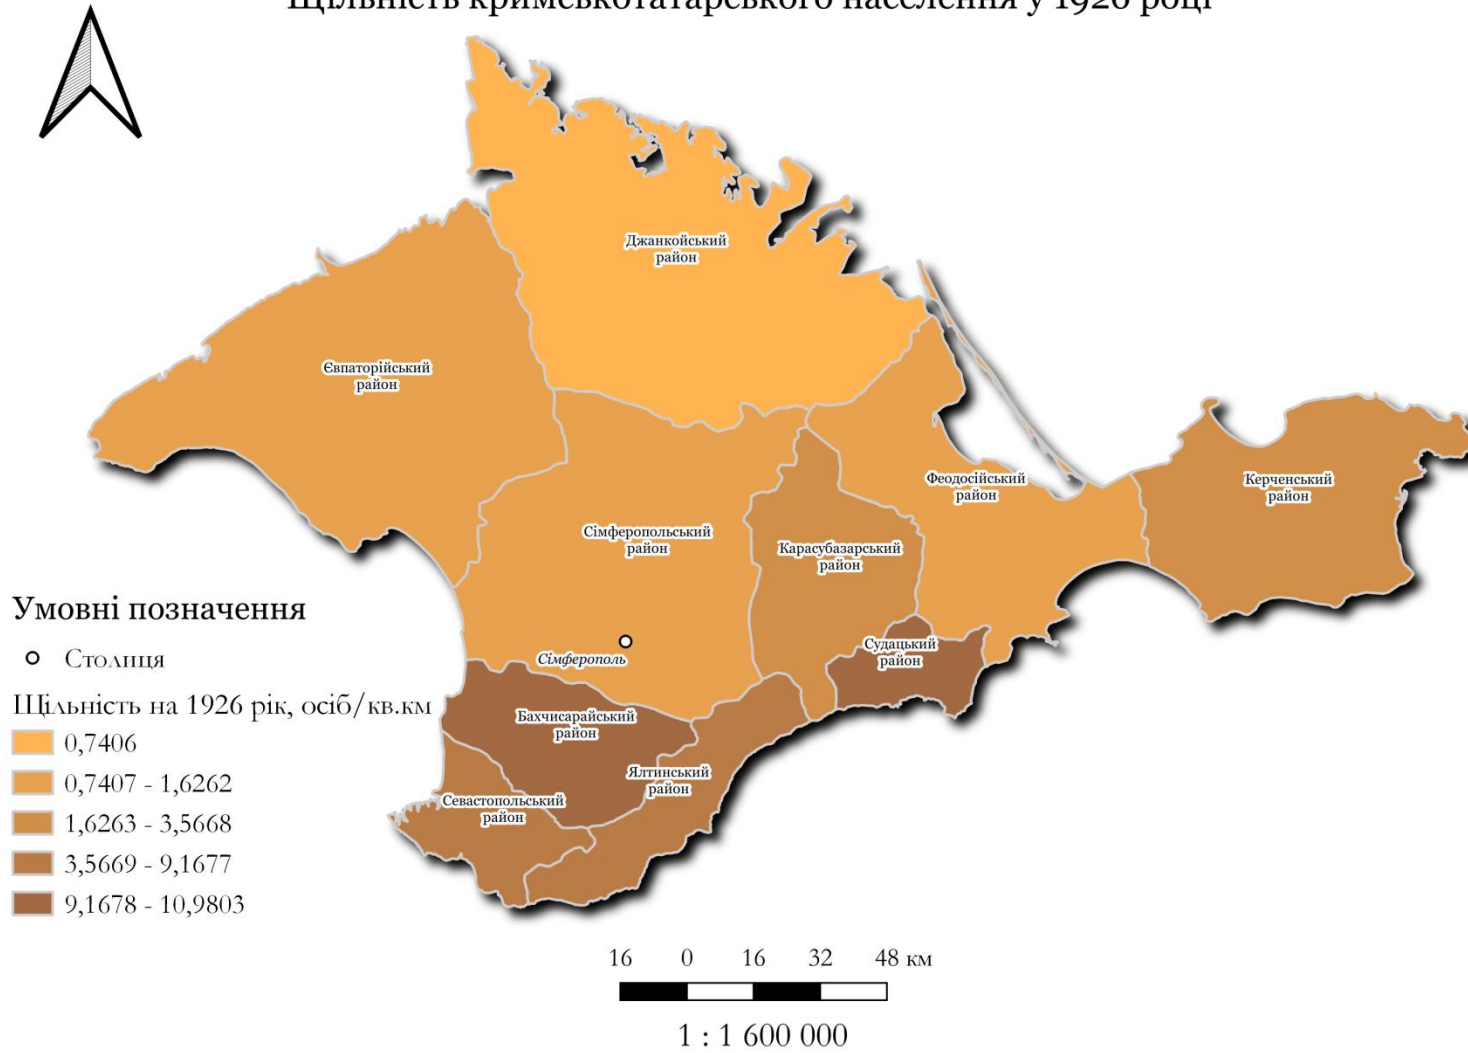 Щільність кримськотатарського населення у 1926 році
Джанкойський
район
Євпаторійський
район
Феодосійський
район
Керченський
район
Сімферопольський
район
Карасубазарський
район
Умовні позначення
Столиця
Сімферополь
Судацький
район
Щільність на 1926 рік, осіб/кв.км
Бахчисарайський
район
0,7406
Ялтинський
район
0,7407 - 1,6262
Севастопольський
район
1,6263 - 3,5668
3,5669 - 9,1677
9,1678 - 10,9803
16 0 16 32 48 км
1 : 1 600 000